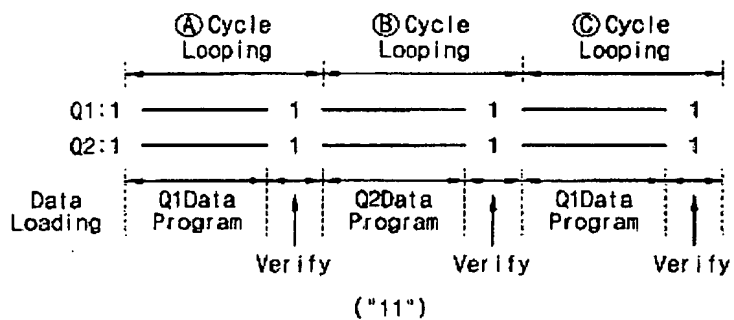 Ⓐ Cycle Looping
Ⓑ Cycle Looping
Ⓒ Cycle Looping
Q1:1 1 1 1
Q2:1 1 1 1
Data Loading
Q1Data Program
Q2Data Program
Q1Data Program
Verify Verify Verify
("11")